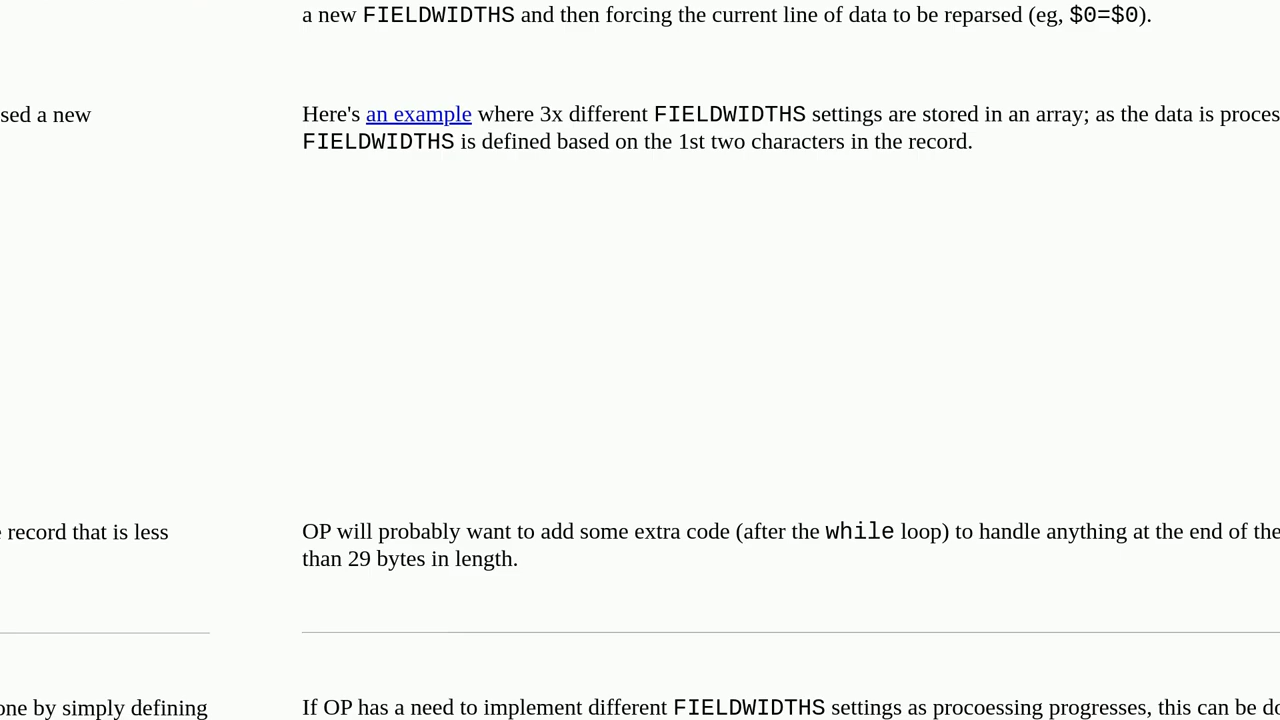 a new FIELDWIDTHS and then forcing the current line of data to be reparsed (eg, $0=$0).
sed a new
Here's an example where 3x different FIELDWIDTHS settings are stored in an array; as the data is proces
FIELDWIDTHS is defined based on the 1st two characters in the record.
record that is less
OP will probably want to add some extra code (after the while loop) to handle anything at the end of the
than 29 bytes in length.
one by simply defining
If OP has a need to implement different FIELDWIDTHS settings as procoessing progresses, this can be do